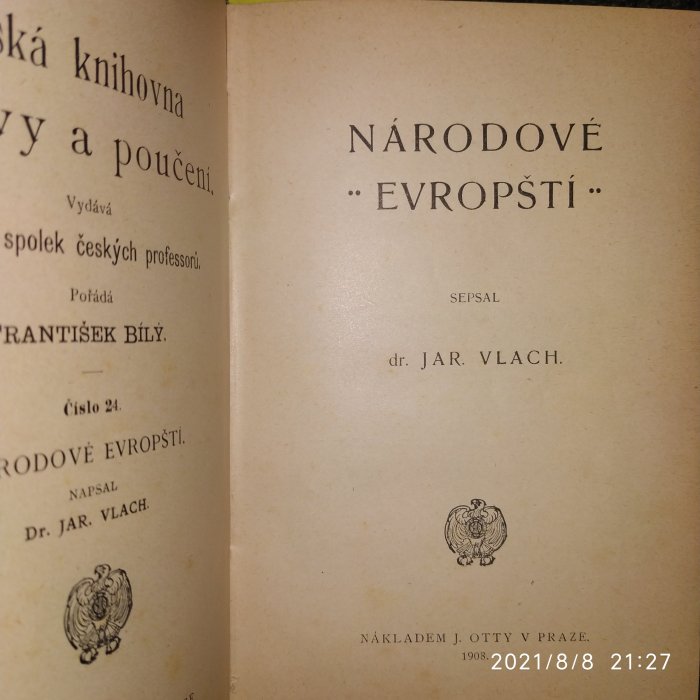 ská knihovna
vy a poučení.
Vydává
spolek českých professorů.
Pořádá
FRANTIŠEK BÍLÝ.
Číslo 24.
RODOVÉ EVROPŠTÍ.
NAPSAL
Dr. JAR. VLACH.
NÁRODOVÉ
·· EVROPŠTÍ ··
SEPSAL
dr. JAR. VLACH.
NÁKLADEM J. OTTY V PRAZE.
1908.
2021/8/8 21:27